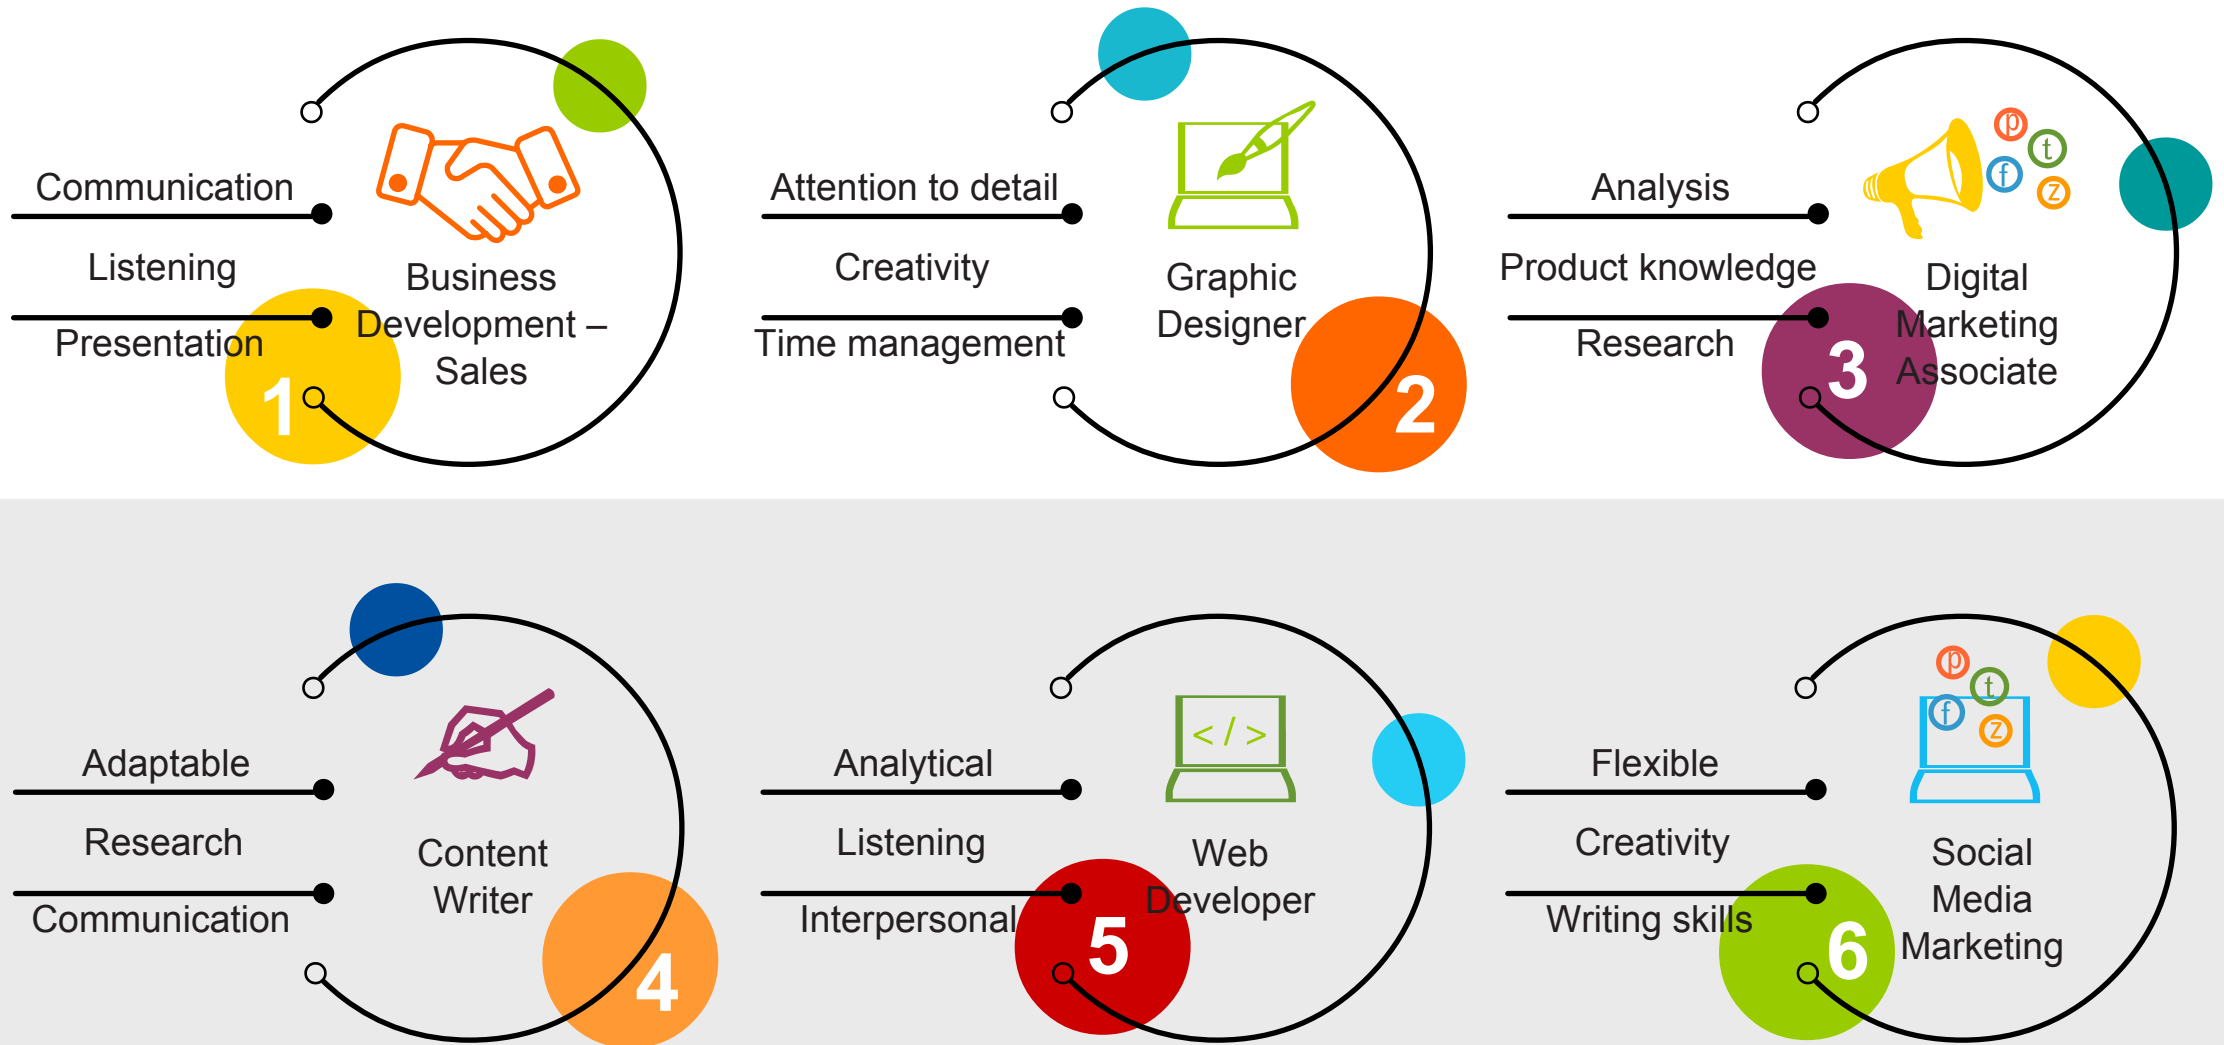 Communication
Listening
Presentation
Business
Development –
Sales
1
Attention to detail
Creativity
Time management
Graphic
Designer
2
Analysis
Product knowledge
Research
p
t
f
z
Digital
Marketing
Associate
3
Adaptable
Research
Communication
Content
Writer
4
Analytical
Listening
Interpersonal
</>
Web
Developer
5
Flexible
Creativity
Writing skills
p
t
f
z
Social
Media
Marketing
6